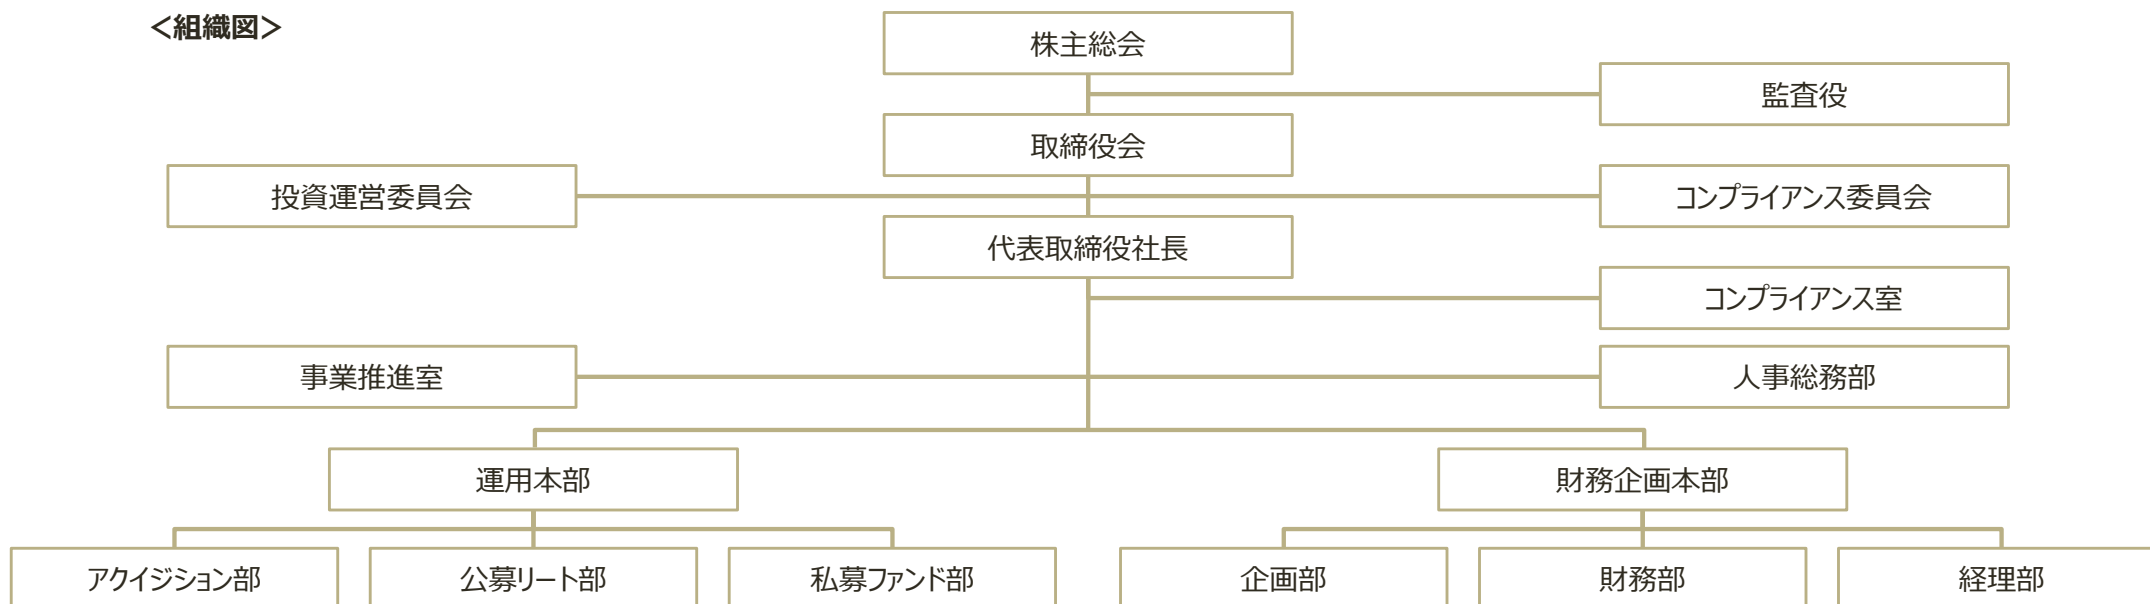 ＜組織図＞
株主総会
監査役
取締役会
投資運営委員会
コンプライアンス委員会
代表取締役社長
コンプライアンス室
事業推進室
人事総務部
運用本部
財務企画本部
アクイジション部
公募リート部
私募ファンド部
企画部
財務部
経理部